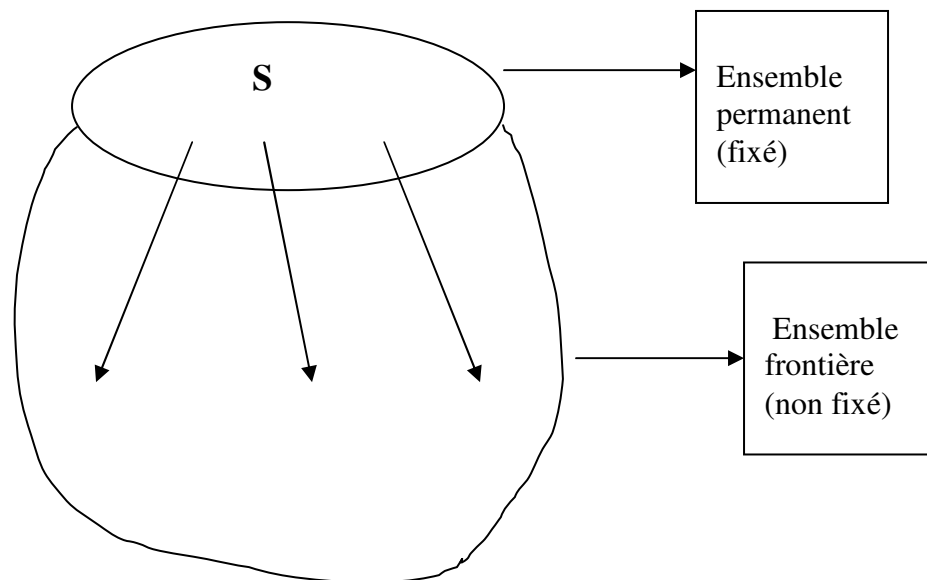 S
Ensemble
permanent
(fixé)
Ensemble
frontière
(non fixé)